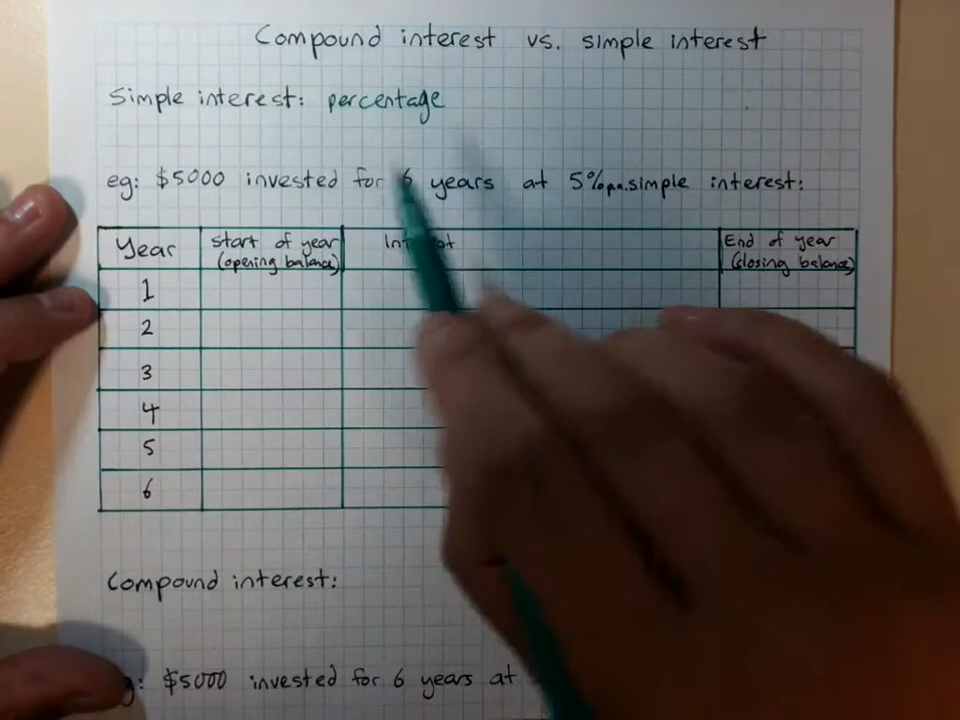 Compound interest vs. simple interest
Simple interest: percentage
eg: $5000 invested for 6 years at 5%p.a. simple interest:
Year Start of year Interest End of year
(opening balance) (closing balance)
1
2
3
4
5
6
Compound interest:
eg: $5000 invested for 6 years at